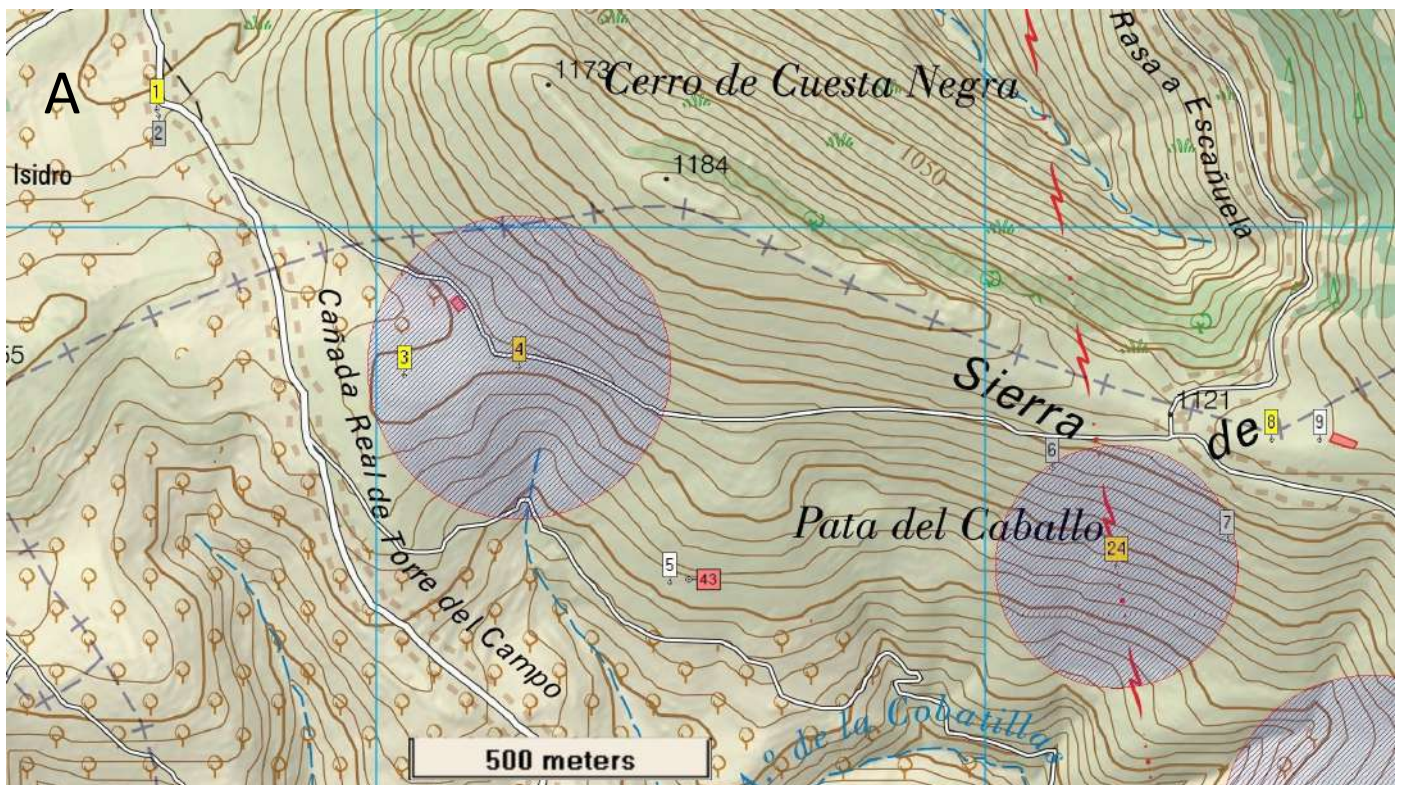 A
1
2
Isidro
1173
Cerro de Cuesta Negra
1184
1050
Rasa a Escañuela
3
4
Cañada Real de Torre del Campo
Sierra
de
1121
6
8
9
7
Pata del Caballo
24
5
43
A.º de la Cobatilla
500 meters